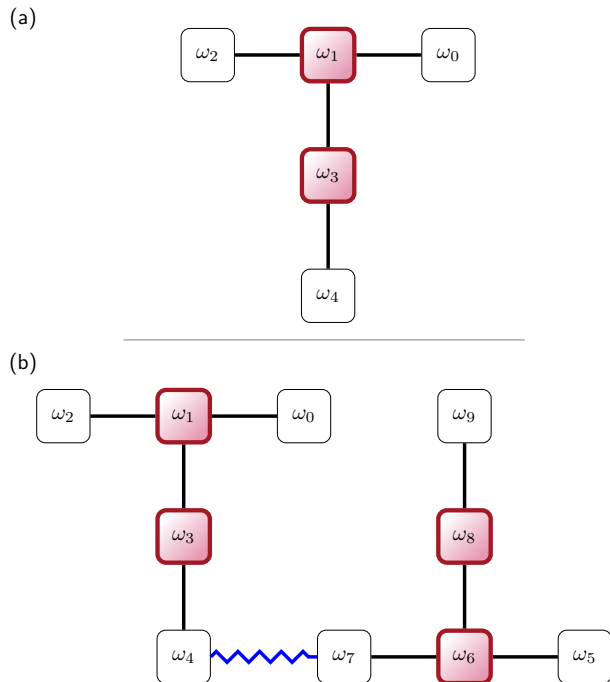 (a)
ω₂ ω₁ ω₀
ω₃
ω₄
(b)
ω₂ ω₁ ω₀ ω₉
ω₃ ω₈
ω₄ ω₇ ω₆ ω₅